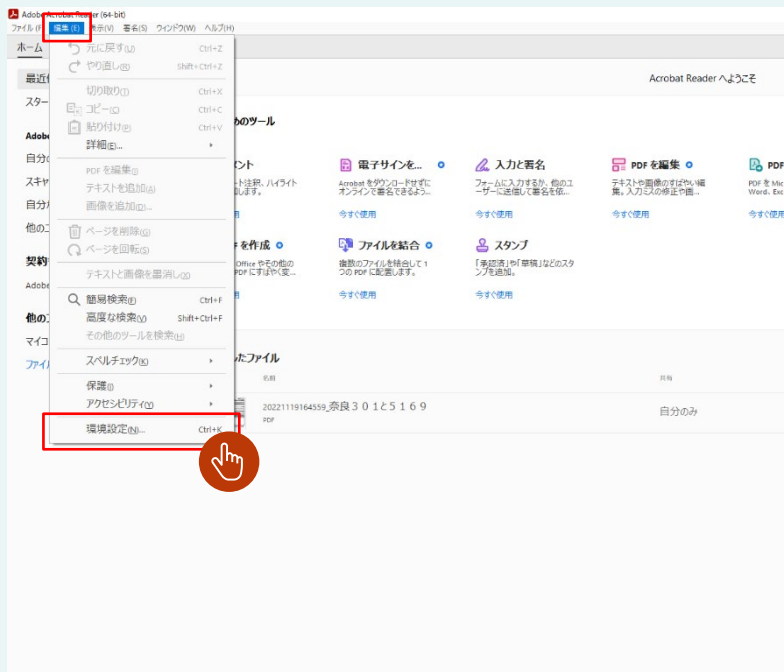 Adobe Acrobat Reader (64-bit)
ファイル(F) 編集(E) 表示(V) 署名(S) ウィンドウ(W) ヘルプ(H)
ホーム
元に戻す(U) Ctrl+Z
やり直し(R) Shift+Ctrl+Z
切り取り(T) Ctrl+X
コピー(C) Ctrl+C
貼り付け(P) Ctrl+V
詳細(E)...
PDF を編集(I)
テキストを追加(A)
画像を追加(D)...
ページを削除(G)
ページを回転(S)
テキストと画像を墨消し(X)
簡易検索(F) Ctrl+F
高度な検索(V) Shift+Ctrl+F
その他のツールを検索(H)
スペルチェック(K)
保護(I)
アクセシビリティ(Y)
環境設定(N)... Ctrl+K
最近
スター
Adobe
自分
スキャ
自分
他の
契約
Adobe
他の
マイコ
ファイル
Acrobat Reader へようこそ
めのツール
メント
ト注釈、ハイライト
します。
電子サインを...
Acrobat をダウンロードせずに
オンラインで署名できるよう...
今すぐ使用
入力と署名
フォームに入力するか、他のユ
ーザーに送信して署名を依...
今すぐ使用
PDF を編集
テキストや画像のすばやい編
集。入力ミスの修正や画...
今すぐ使用
PDF
PDF を Mic
Word、Exc
今すぐ使用
を作成
Office やその他の
PDF にすばやく変...
ファイルを結合
複数のファイルを結合して 1
つの PDF に配置します。
今すぐ使用
スタンプ
「承認済」や「草稿」などのスタ
ンプを追加。
今すぐ使用
したファイル
名前 共有
20221119164559_奈良３０１と５１６９ 自分のみ
PDF